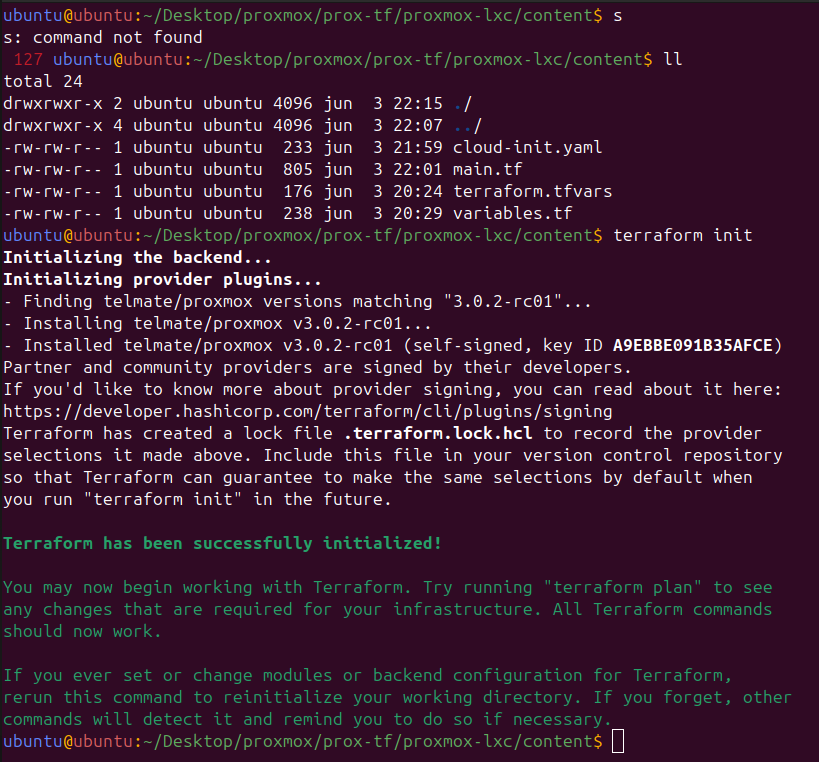 ubuntu@ubuntu:~/Desktop/proxmox/prox-tf/proxmox-lxc/content$ s
s: command not found
 127 ubuntu@ubuntu:~/Desktop/proxmox/prox-tf/proxmox-lxc/content$ ll
total 24
drwxrwxr-x 2 ubuntu ubuntu 4096 jun  3 22:15 ./
drwxrwxr-x 4 ubuntu ubuntu 4096 jun  3 22:07 ../
-rw-rw-r-- 1 ubuntu ubuntu  233 jun  3 21:59 cloud-init.yaml
-rw-rw-r-- 1 ubuntu ubuntu  805 jun  3 22:01 main.tf
-rw-rw-r-- 1 ubuntu ubuntu  176 jun  3 20:24 terraform.tfvars
-rw-rw-r-- 1 ubuntu ubuntu  238 jun  3 20:29 variables.tf
ubuntu@ubuntu:~/Desktop/proxmox/prox-tf/proxmox-lxc/content$ terraform init
Initializing the backend...
Initializing provider plugins...
- Finding telmate/proxmox versions matching "3.0.2-rc01"...
- Installing telmate/proxmox v3.0.2-rc01...
- Installed telmate/proxmox v3.0.2-rc01 (self-signed, key ID A9EBBE091B35AFCE)
Partner and community providers are signed by their developers.
If you'd like to know more about provider signing, you can read about it here:
https://developer.hashicorp.com/terraform/cli/plugins/signing
Terraform has created a lock file .terraform.lock.hcl to record the provider
selections it made above. Include this file in your version control repository
so that Terraform can guarantee to make the same selections by default when
you run "terraform init" in the future.

Terraform has been successfully initialized!

You may now begin working with Terraform. Try running "terraform plan" to see
any changes that are required for your infrastructure. All Terraform commands
should now work.

If you ever set or change modules or backend configuration for Terraform,
rerun this command to reinitialize your working directory. If you forget, other
commands will detect it and remind you to do so if necessary.
ubuntu@ubuntu:~/Desktop/proxmox/prox-tf/proxmox-lxc/content$